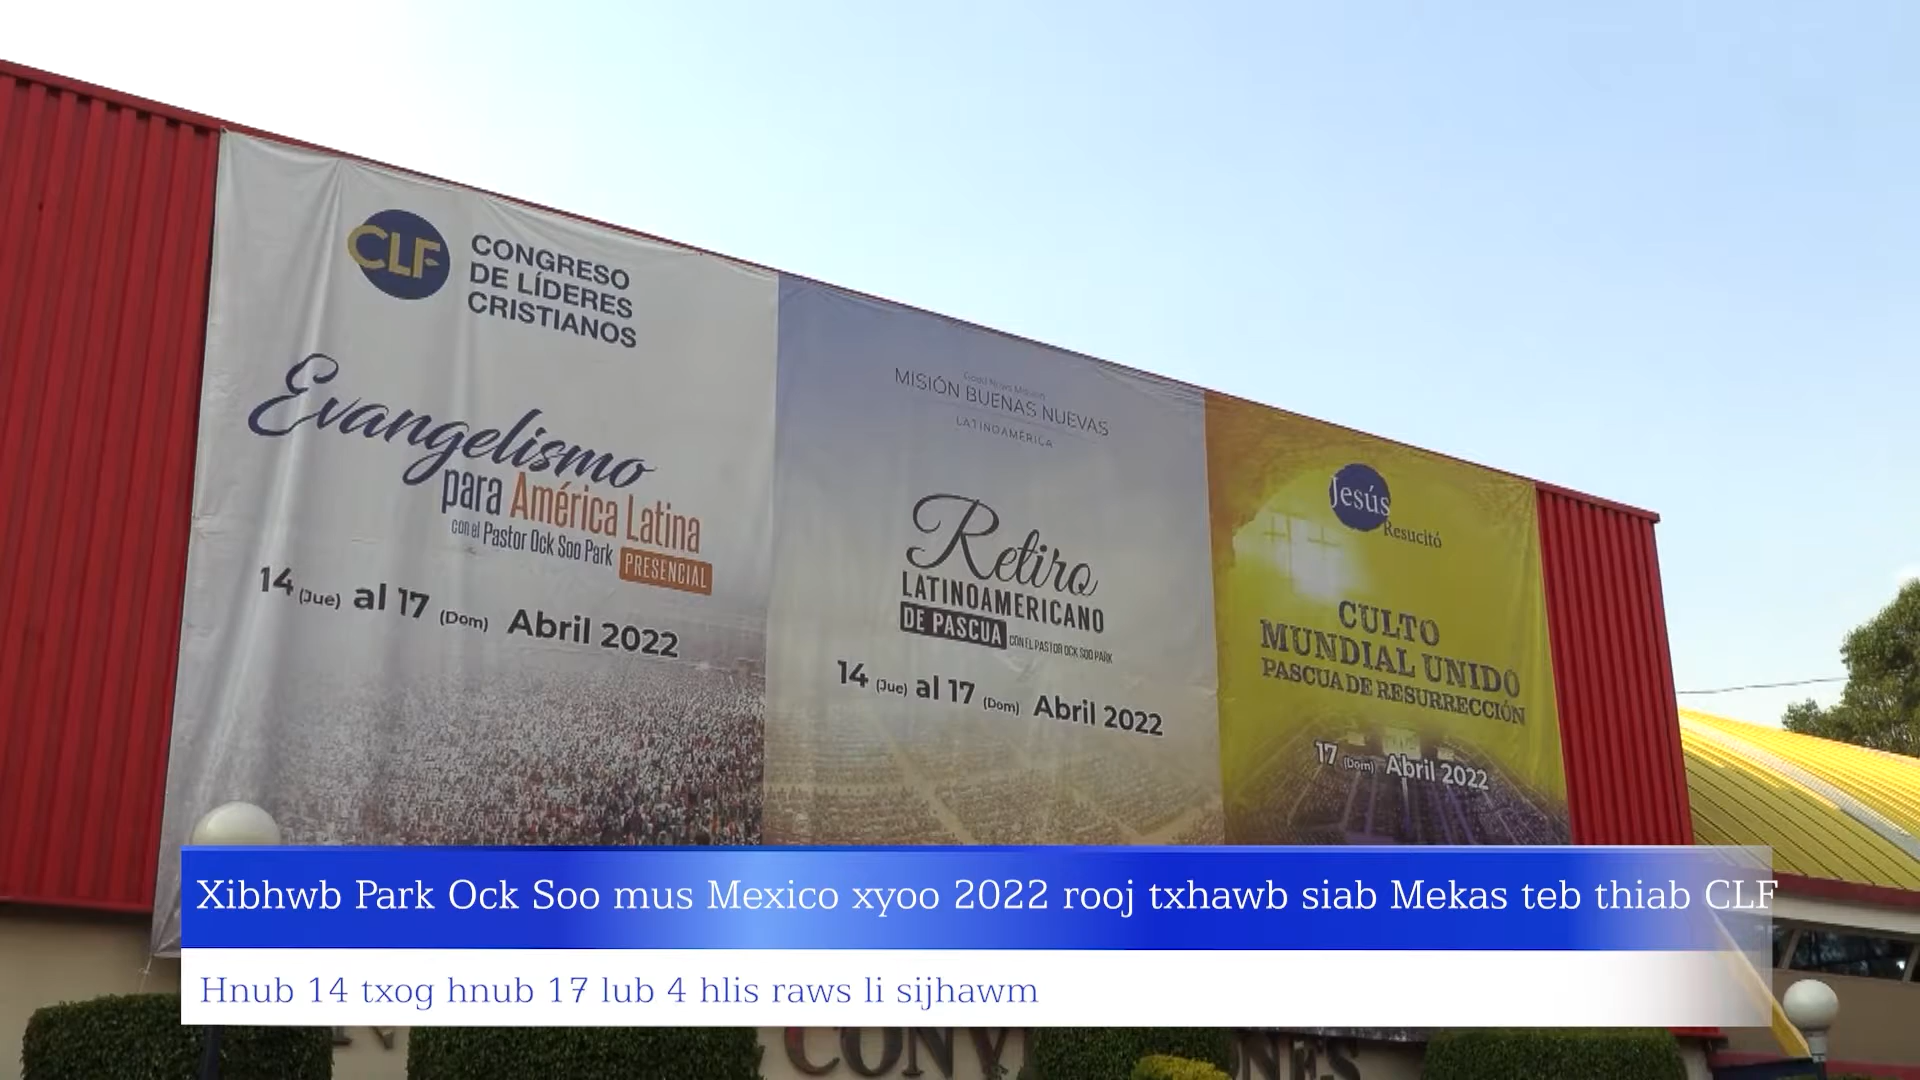 CLF
CONGRESO
DE LÍDERES
CRISTIANOS
Evangelismo
para América Latina
con el Pastor Ock Soo Park PRESENCIAL
14 (Jue) al 17 (Dom) Abril 2022
Good News Mission
MISIÓN BUENAS NUEVAS
LATINOAMÉRICA
Retiro
LATINOAMERICANO
DE PASCUA CON EL PASTOR OCK SOO PARK
14 (Jue) al 17 (Dom) Abril 2022
Jesús
Resucitó
CULTO
MUNDIAL UNIDO
PASCUA DE RESURRECCIÓN
17 (Dom) Abril 2022
Xibhwb Park Ock Soo mus Mexico xyoo 2022 rooj txhawb siab Mekas teb thiab CLF
Hnub 14 txog hnub 17 lub 4 hlis raws li sijhawm